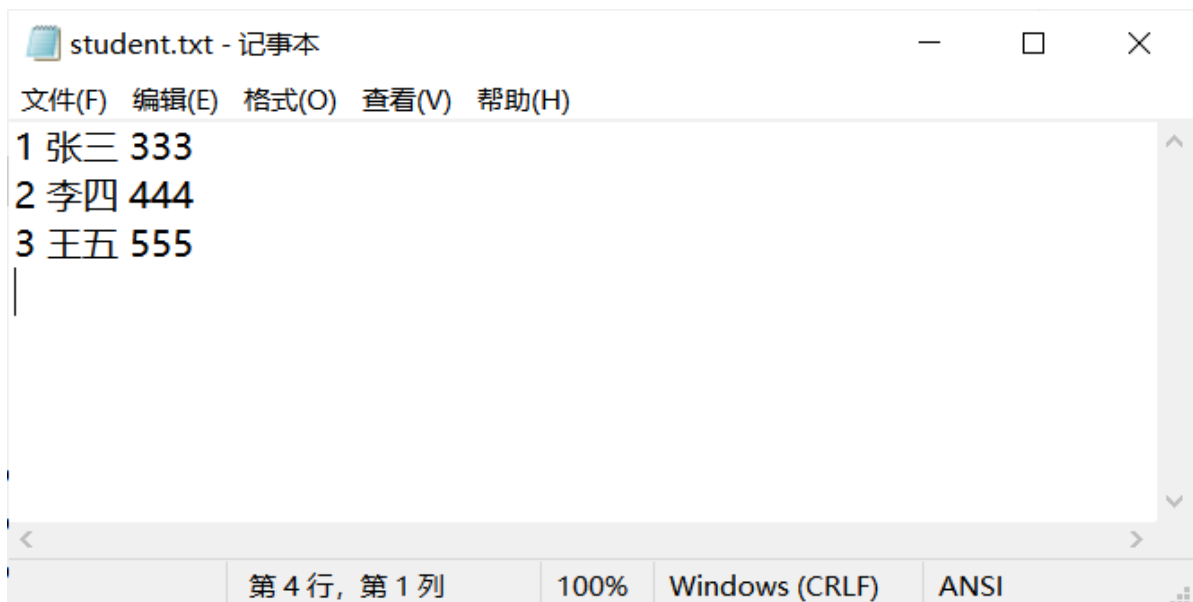 student.txt - 记事本
文件(F) 编辑(E) 格式(O) 查看(V) 帮助(H)
1 张三 333
2 李四 444
3 王五 555
第 4 行，第 1 列 100% Windows (CRLF) ANSI